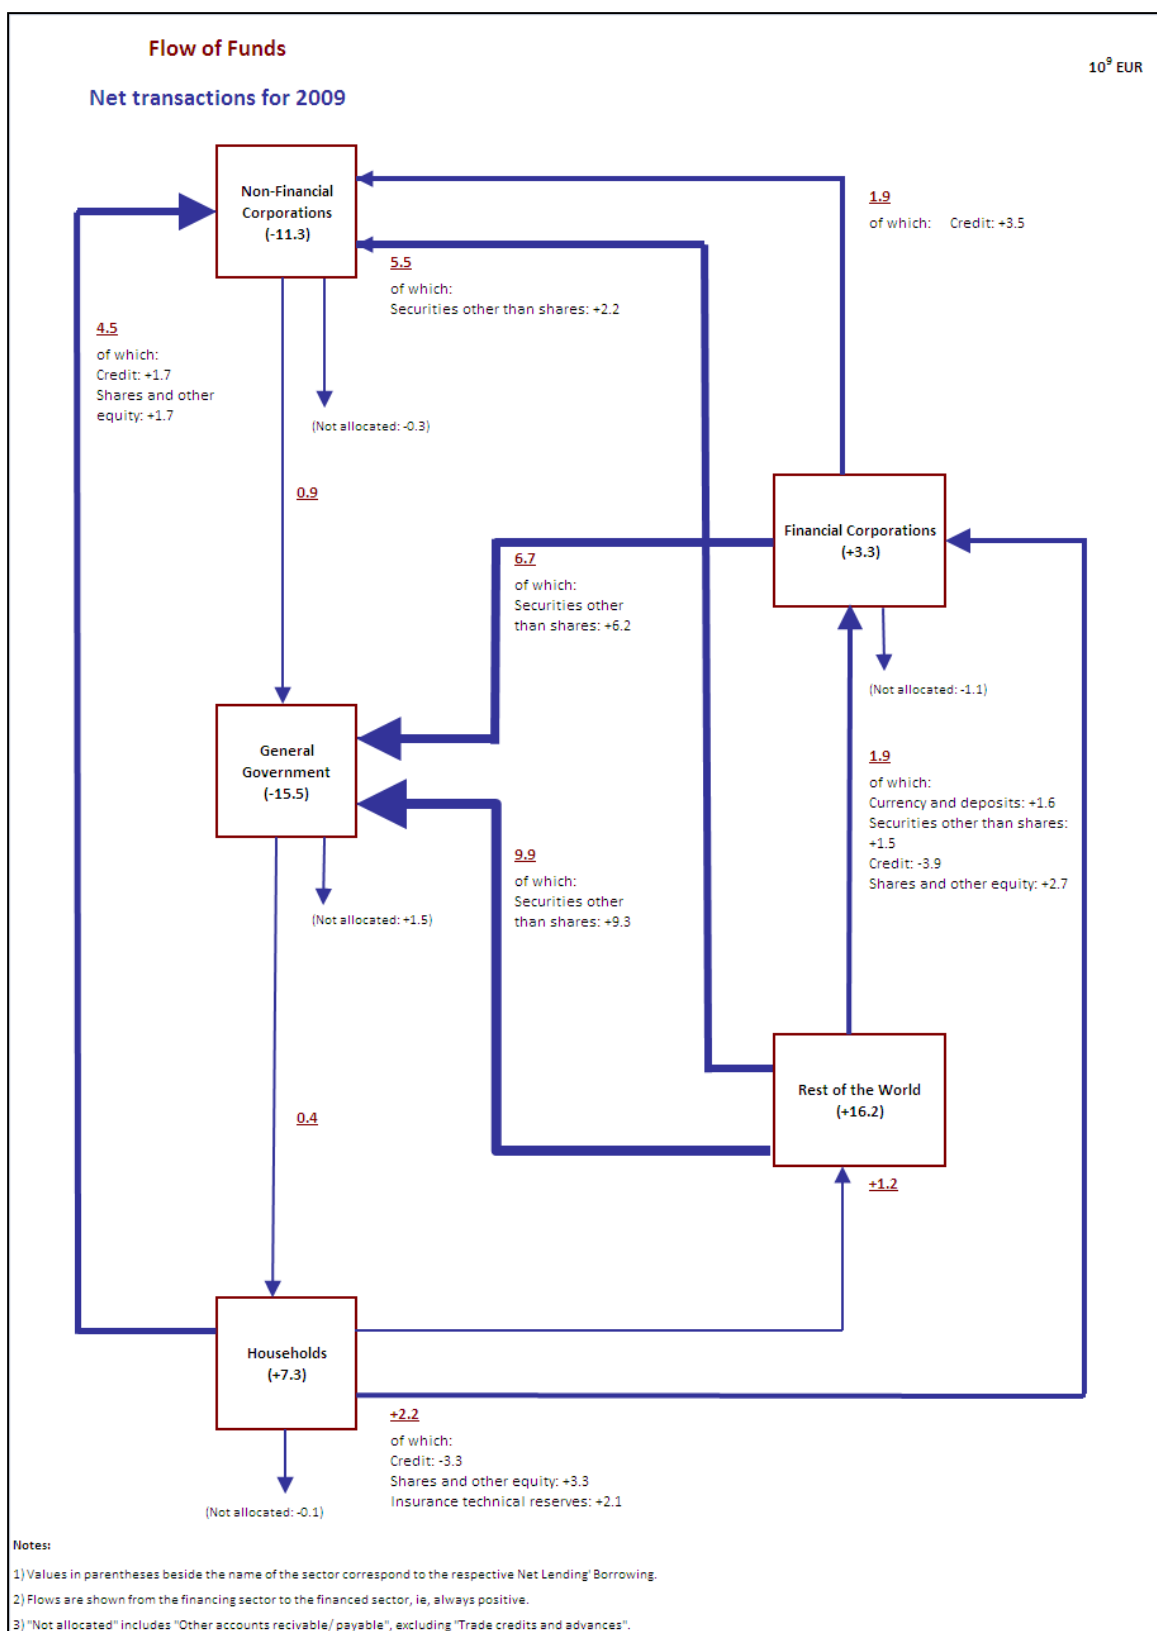 Flow of Funds
10⁹ EUR
Net transactions for 2009
Non-Financial
Corporations
(-11.3)
1.9
of which: Credit: +3.5
5.5
of which:
Securities other than shares: +2.2
4.5
of which:
Credit: +1.7
Shares and other
equity: +1.7
(Not allocated: -0.3)
0.9
Financial Corporations
(+3.3)
6.7
of which:
Securities other
than shares: +6.2
(Not allocated: -1.1)
General
Government
(-15.5)
1.9
of which:
Currency and deposits: +1.6
Securities other than shares:
+1.5
Credit: -3.9
Shares and other equity: +2.7
9.9
of which:
Securities other
than shares: +9.3
(Not allocated: +1.5)
Rest of the World
(+16.2)
0.4
+1.2
Households
(+7.3)
+2.2
of which:
Credit: -3.3
Shares and other equity: +3.3
Insurance technical reserves: +2.1
(Not allocated: -0.1)
Notes:
1) Values in parentheses beside the name of the sector correspond to the respective Net Lending' Borrowing.
2) Flows are shown from the financing sector to the financed sector, ie, always positive.
3) "Not allocated" includes "Other accounts recivable/ payable", excluding "Trade credits and advances".